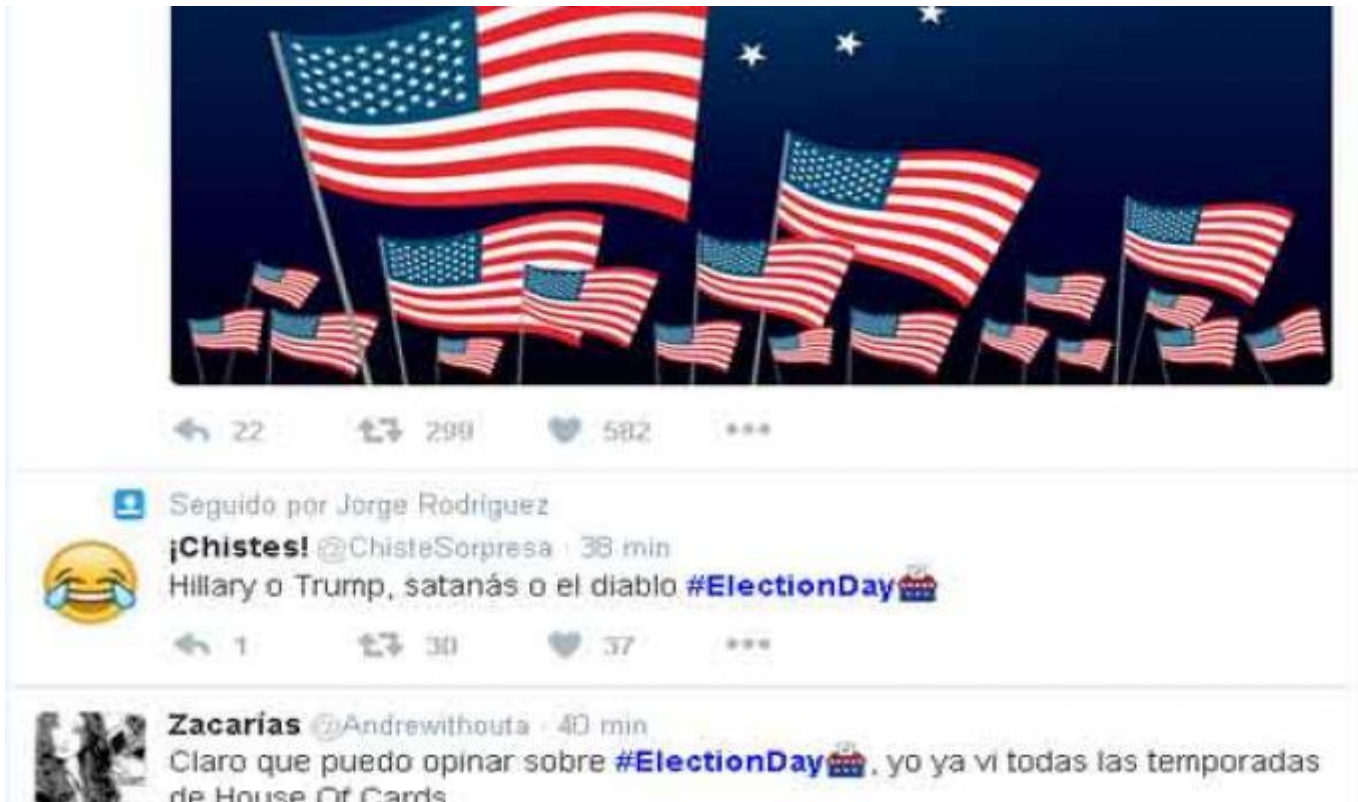 22 299 582
Seguido por Jorge Rodríguez
¡Chistes! @ChisteSorpresa · 38 min
Hillary o Trump, satanás o el diablo #ElectionDay
1 30 37
Zacarías @Andrewithouta · 40 min
Claro que puedo opinar sobre #ElectionDay, yo ya vi todas las temporadas
de House Of Cards